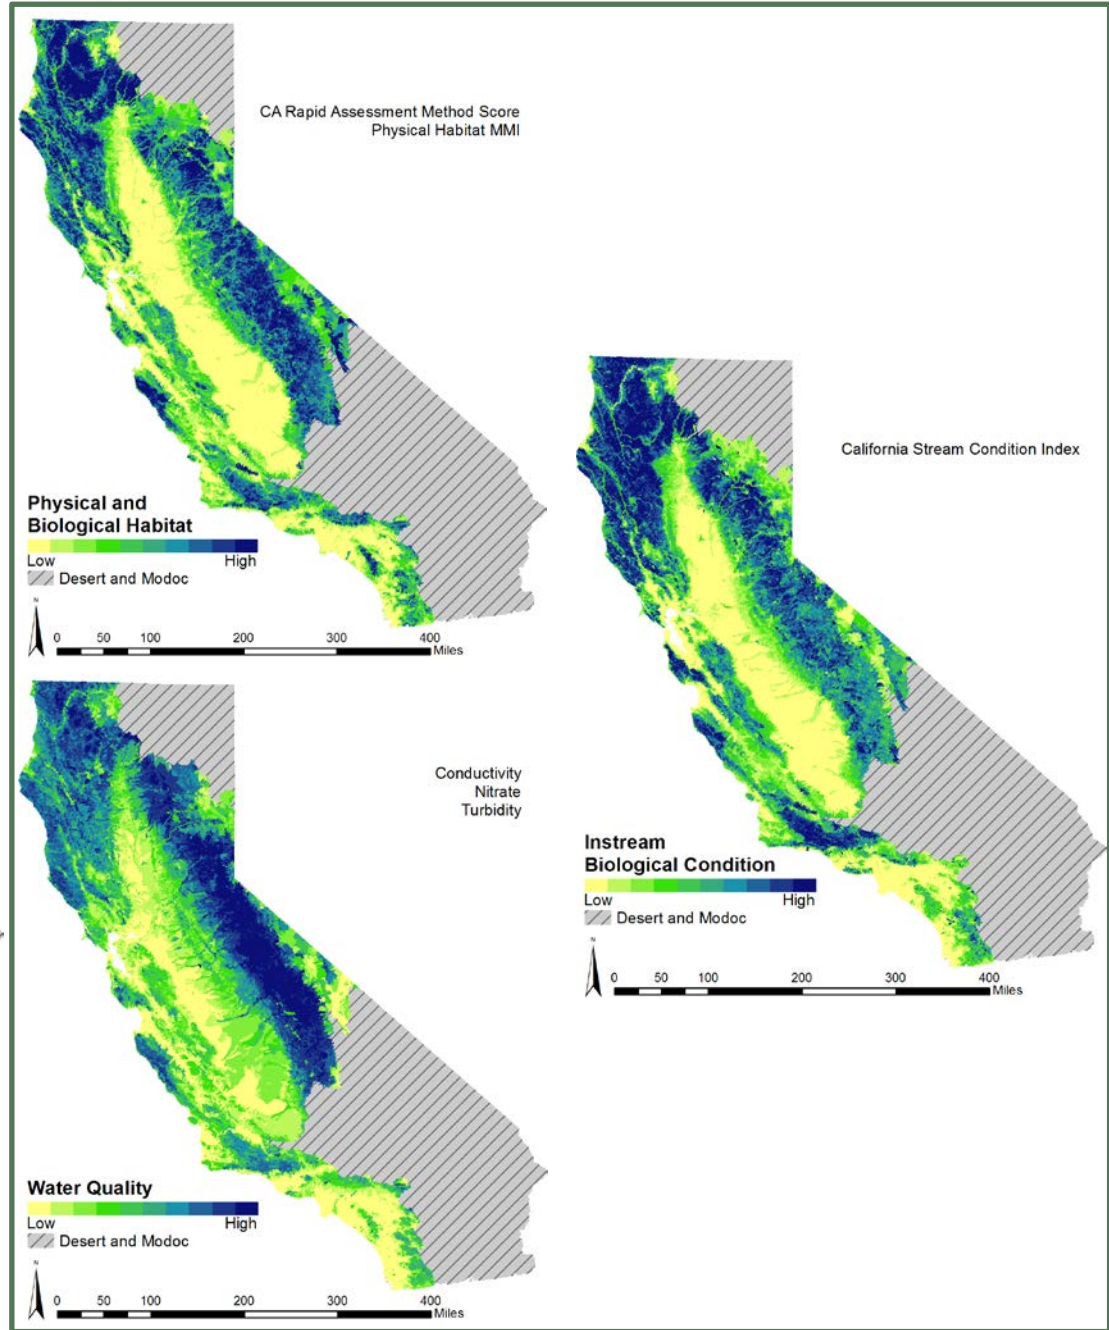 CA Rapid Assessment Method Score
Physical Habitat MMI
Physical and
Biological Habitat
Low High
Desert and Modoc
N
0 50 100 200 300 400
Miles
California Stream Condition Index
Instream
Biological Condition
Low High
Desert and Modoc
N
0 50 100 200 300 400
Miles
Conductivity
Nitrate
Turbidity
Water Quality
Low High
Desert and Modoc
N
0 50 100 200 300 400
Miles